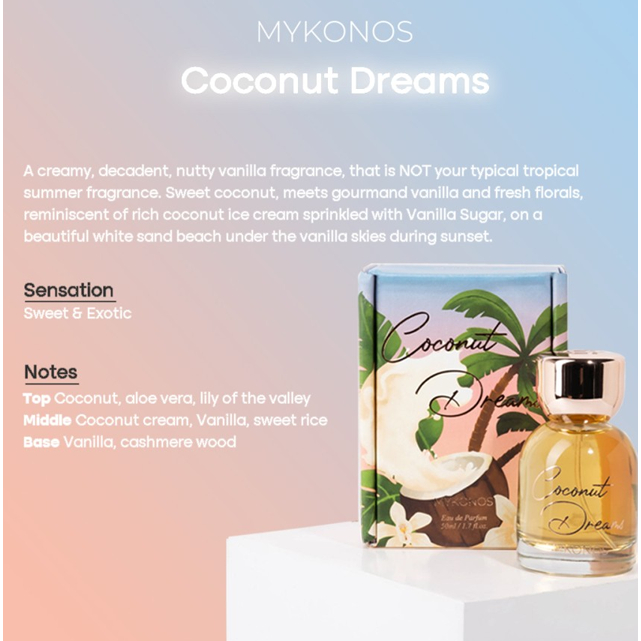 MYKONOS
Coconut Dreams
A creamy, decadent, nutty vanilla fragrance, that is NOT your typical tropical
summer fragrance. Sweet coconut, meets gourmand vanilla and fresh florals,
reminiscent of rich coconut ice cream sprinkled with Vanilla Sugar, on a
beautiful white sand beach under the vanilla skies during sunset.
Sensation
Sweet & Exotic
Notes
Top Coconut, aloe vera, lily of the valley
Middle Coconut cream, Vanilla, sweet rice
Base Vanilla, cashmere wood
Coconut
Dreams
MYKONOS
Eau de Parfum
50ml / 1.7 fl.oz.
Coconut
Dreams
MYKONOS